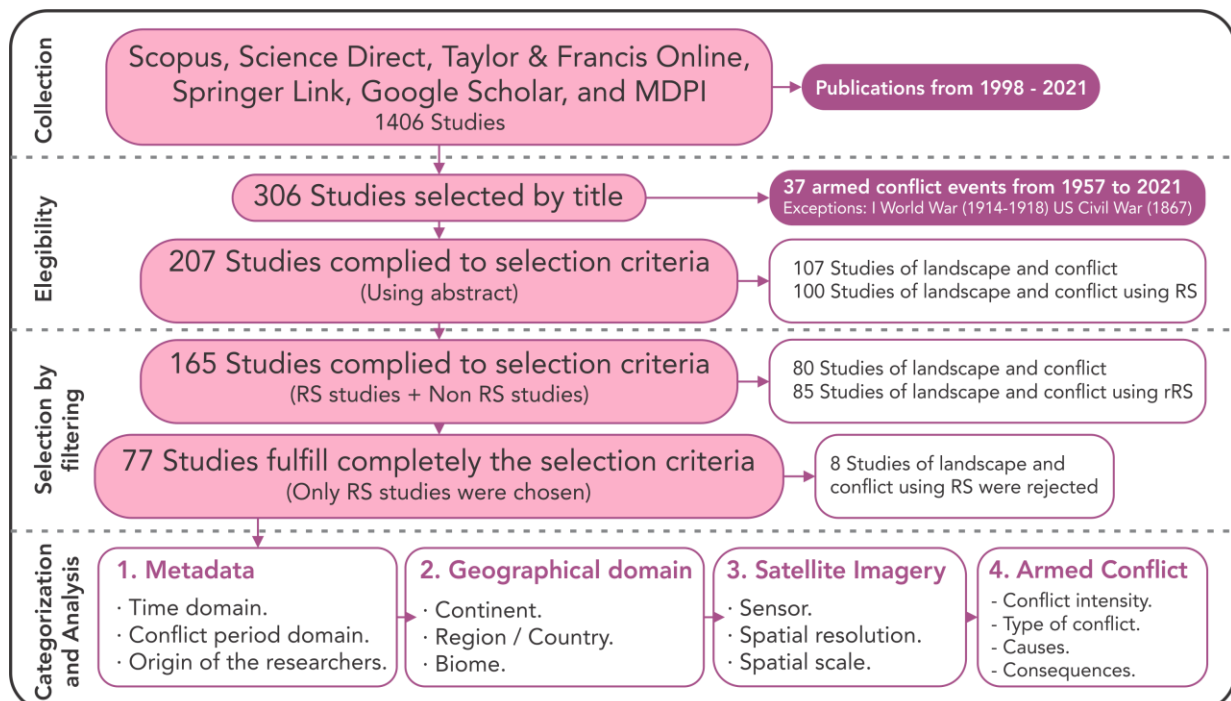 Collection
Scopus, Science Direct, Taylor & Francis Online,
Springer Link, Google Scholar, and MDPI
1406 Studies
Publications from 1998 - 2021
Elegibility
306 Studies selected by title
37 armed conflict events from 1957 to 2021
Exceptions: I World War (1914-1918) US Civil War (1867)
207 Studies complied to selection criteria
(Using abstract)
107 Studies of landscape and conflict
100 Studies of landscape and conflict using RS
Selection by
filtering
165 Studies complied to selection criteria
(RS studies + Non RS studies)
80 Studies of landscape and conflict
85 Studies of landscape and conflict using rRS
77 Studies fulfill completely the selection criteria
(Only RS studies were chosen)
8 Studies of landscape and
conflict using RS were rejected
Categorization
and Analysis
1. Metadata
· Time domain.
· Conflict period domain.
· Origin of the researchers.
2. Geographical domain
· Continent.
· Region / Country.
· Biome.
3. Satellite Imagery
· Sensor.
· Spatial resolution.
· Spatial scale.
4. Armed Conflict
- Conflict intensity.
- Type of conflict.
- Causes.
- Consequences.